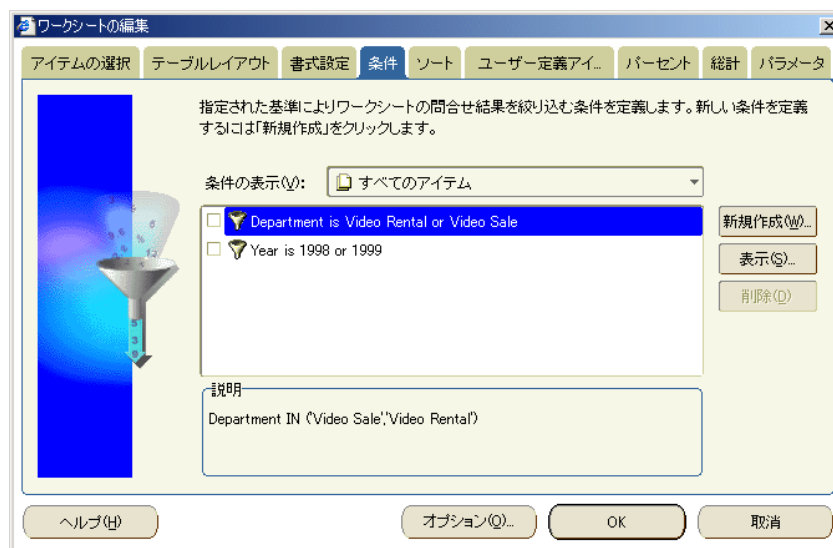 ワークシートの編集
アイテムの選択 テーブルレイアウト 書式設定 条件 ソート ユーザー定義アイ... パーセント 総計 パラメータ
指定された基準によりワークシートの問合せ結果を絞り込む条件を定義します。新しい条件を定義
するには「新規作成」をクリックします。
条件の表示(V): すべてのアイテム
Department is Video Rental or Video Sale
Year is 1998 or 1999
新規作成(W)...
表示(S)...
削除(D)
説明
Department IN ('Video Sale','Video Rental')
ヘルプ(H) オプション(O)... OK 取消